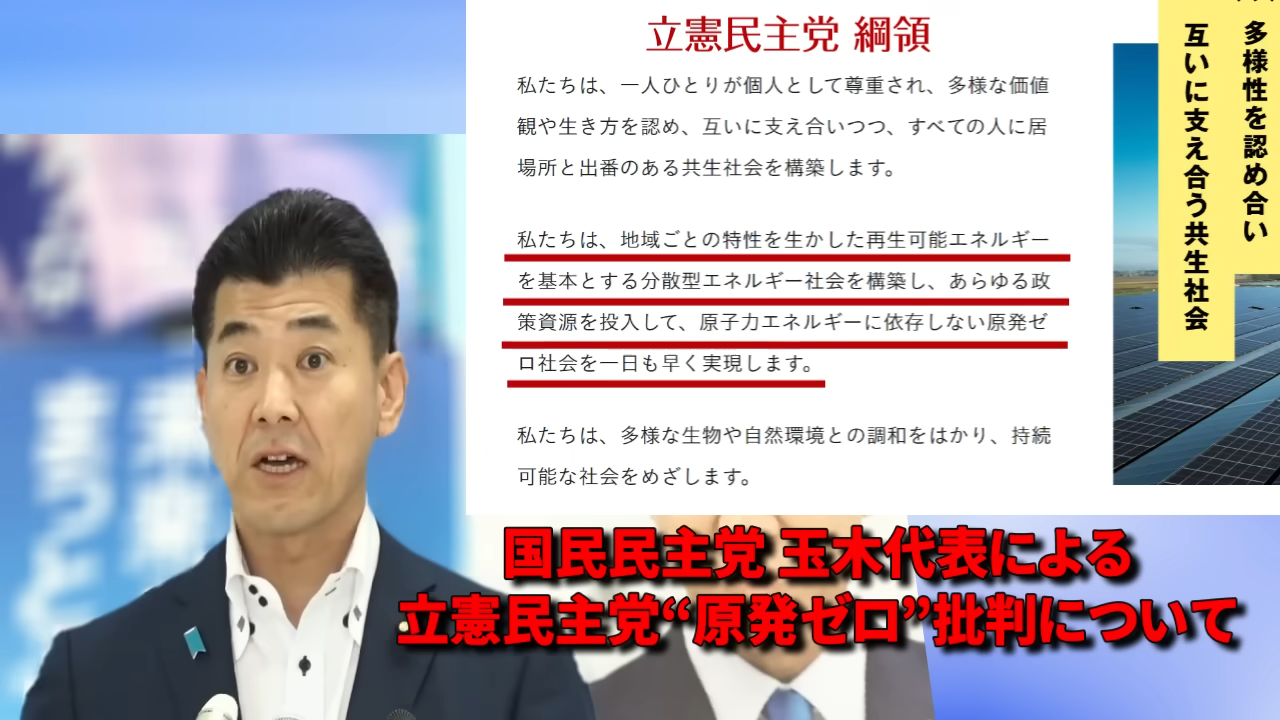 立憲民主党 綱領
私たちは、一人ひとりが個人として尊重され、多様な価値
観や生き方を認め、互いに支え合いつつ、すべての人に居
場所と出番のある共生社会を構築します。
私たちは、地域ごとの特性を生かした再生可能エネルギー
を基本とする分散型エネルギー社会を構築し、あらゆる政
策資源を投入して、原子力エネルギーに依存しない原発ゼ
ロ社会を一日も早く実現します。
私たちは、多様な生物や自然環境との調和をはかり、持続
可能な社会をめざします。
多様性を認め合い
互いに支え合う共生社会
国民民主党 玉木代表による
立憲民主党“原発ゼロ”批判について